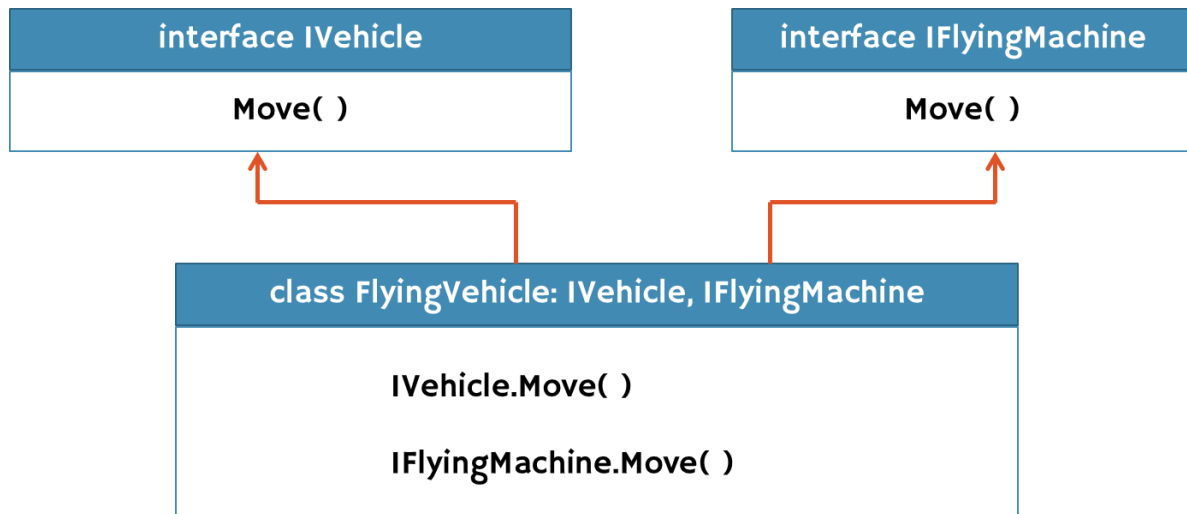 interface IVehicle
interface IFlyingMachine
Move( )
Move( )
class FlyingVehicle: IVehicle, IFlyingMachine
IVehicle.Move( )
IFlyingMachine.Move( )